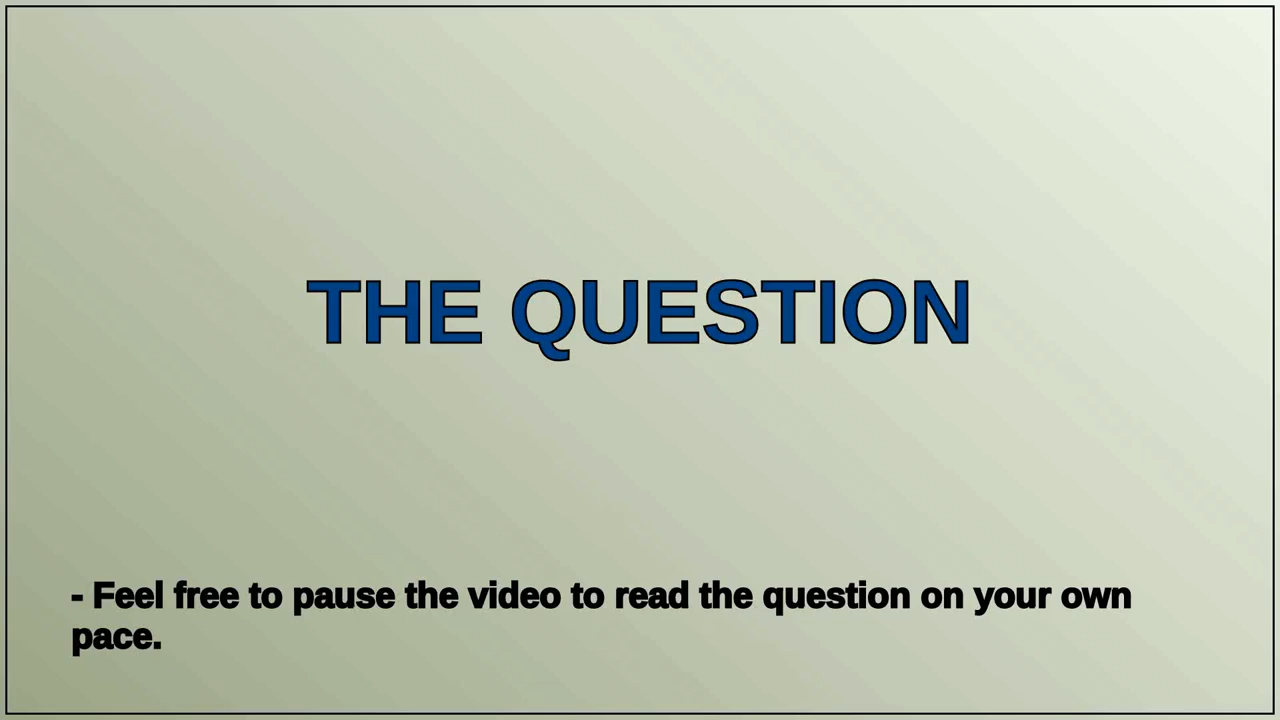 THE QUESTION
- Feel free to pause the video to read the question on your own
pace.